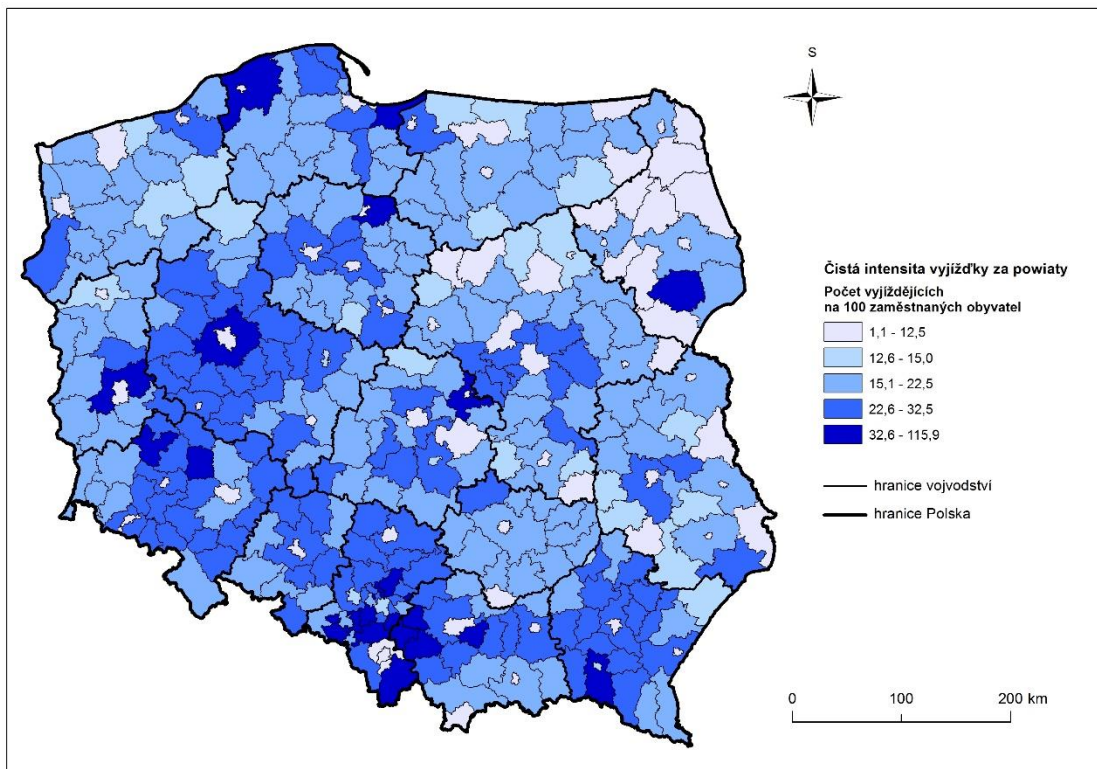 S
Čistá intensita vyjížďky za powiaty
Počet vyjíždějících
na 100 zaměstnaných obyvatel
1,1 - 12,5
12,6 - 15,0
15,1 - 22,5
22,6 - 32,5
32,6 - 115,9
hranice vojvodství
hranice Polska
0 100 200 km